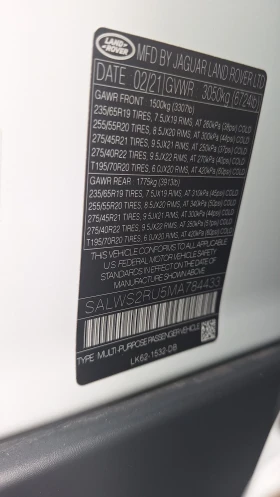 LAND ROVER
MFD BY JAGUAR LAND ROVER LTD
DATE 02/21 GVWR 3050kg (6724lb)
GAWR FRONT 1500kg (3307lb)
235/65R19 TIRES, 7.5JX19 RIMS, AT 260kPa (38psi) COLD
255/55R20 TIRES, 8.5JX20 RIMS, AT 300kPa (44psi) COLD
275/45R21 TIRES, 9.5JX21 RIMS, AT 250kPa (37psi) COLD
275/40R22 TIRES, 9.5JX22 RIMS, AT 270kPa (40psi) COLD
T195/70R20 TIRES, 6.0JX20 RIMS, AT 420kPa (60psi) COLD
GAWR REAR 1775kg (3913lb)
235/65R19 TIRES, 7.5JX19 RIMS, AT 310kPa (45psi) COLD
255/55R20 TIRES, 8.5JX20 RIMS, AT 340kPa (50psi) COLD
275/45R21 TIRES, 9.5JX21 RIMS, AT 300kPa (44psi) COLD
275/40R22 TIRES, 9.5JX22 RIMS, AT 350kPa (51psi) COLD
T195/70R20 TIRES, 6.0JX20 RIMS, AT 420kPa (60psi) COLD
THIS VEHICLE CONFORMS TO ALL APPLICABLE
U.S. FEDERAL MOTOR VEHICLE SAFETY
AND THEFT PREVENTION STANDARDS IN EFFECT
ON THE DATE OF MANUFACTURE SHOWN ABOVE
SALWS2RU5MA784433
TYPE: MULTI-PURPOSE PASSENGER VEHICLE
LK62-1532-DB